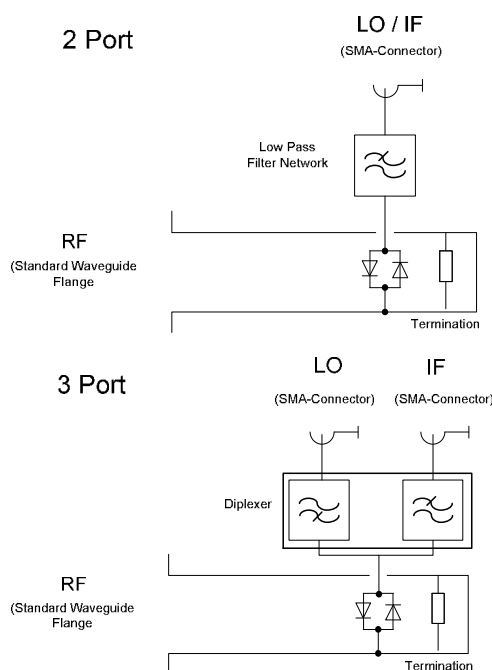 2 Port
LO / IF
(SMA-Connector)
Low Pass
Filter Network
RF
(Standard Waveguide
Flange
Termination
3 Port
LO
IF
(SMA-Connector)
(SMA-Connector)
Diplexer
RF
(Standard Waveguide
Flange
Termination